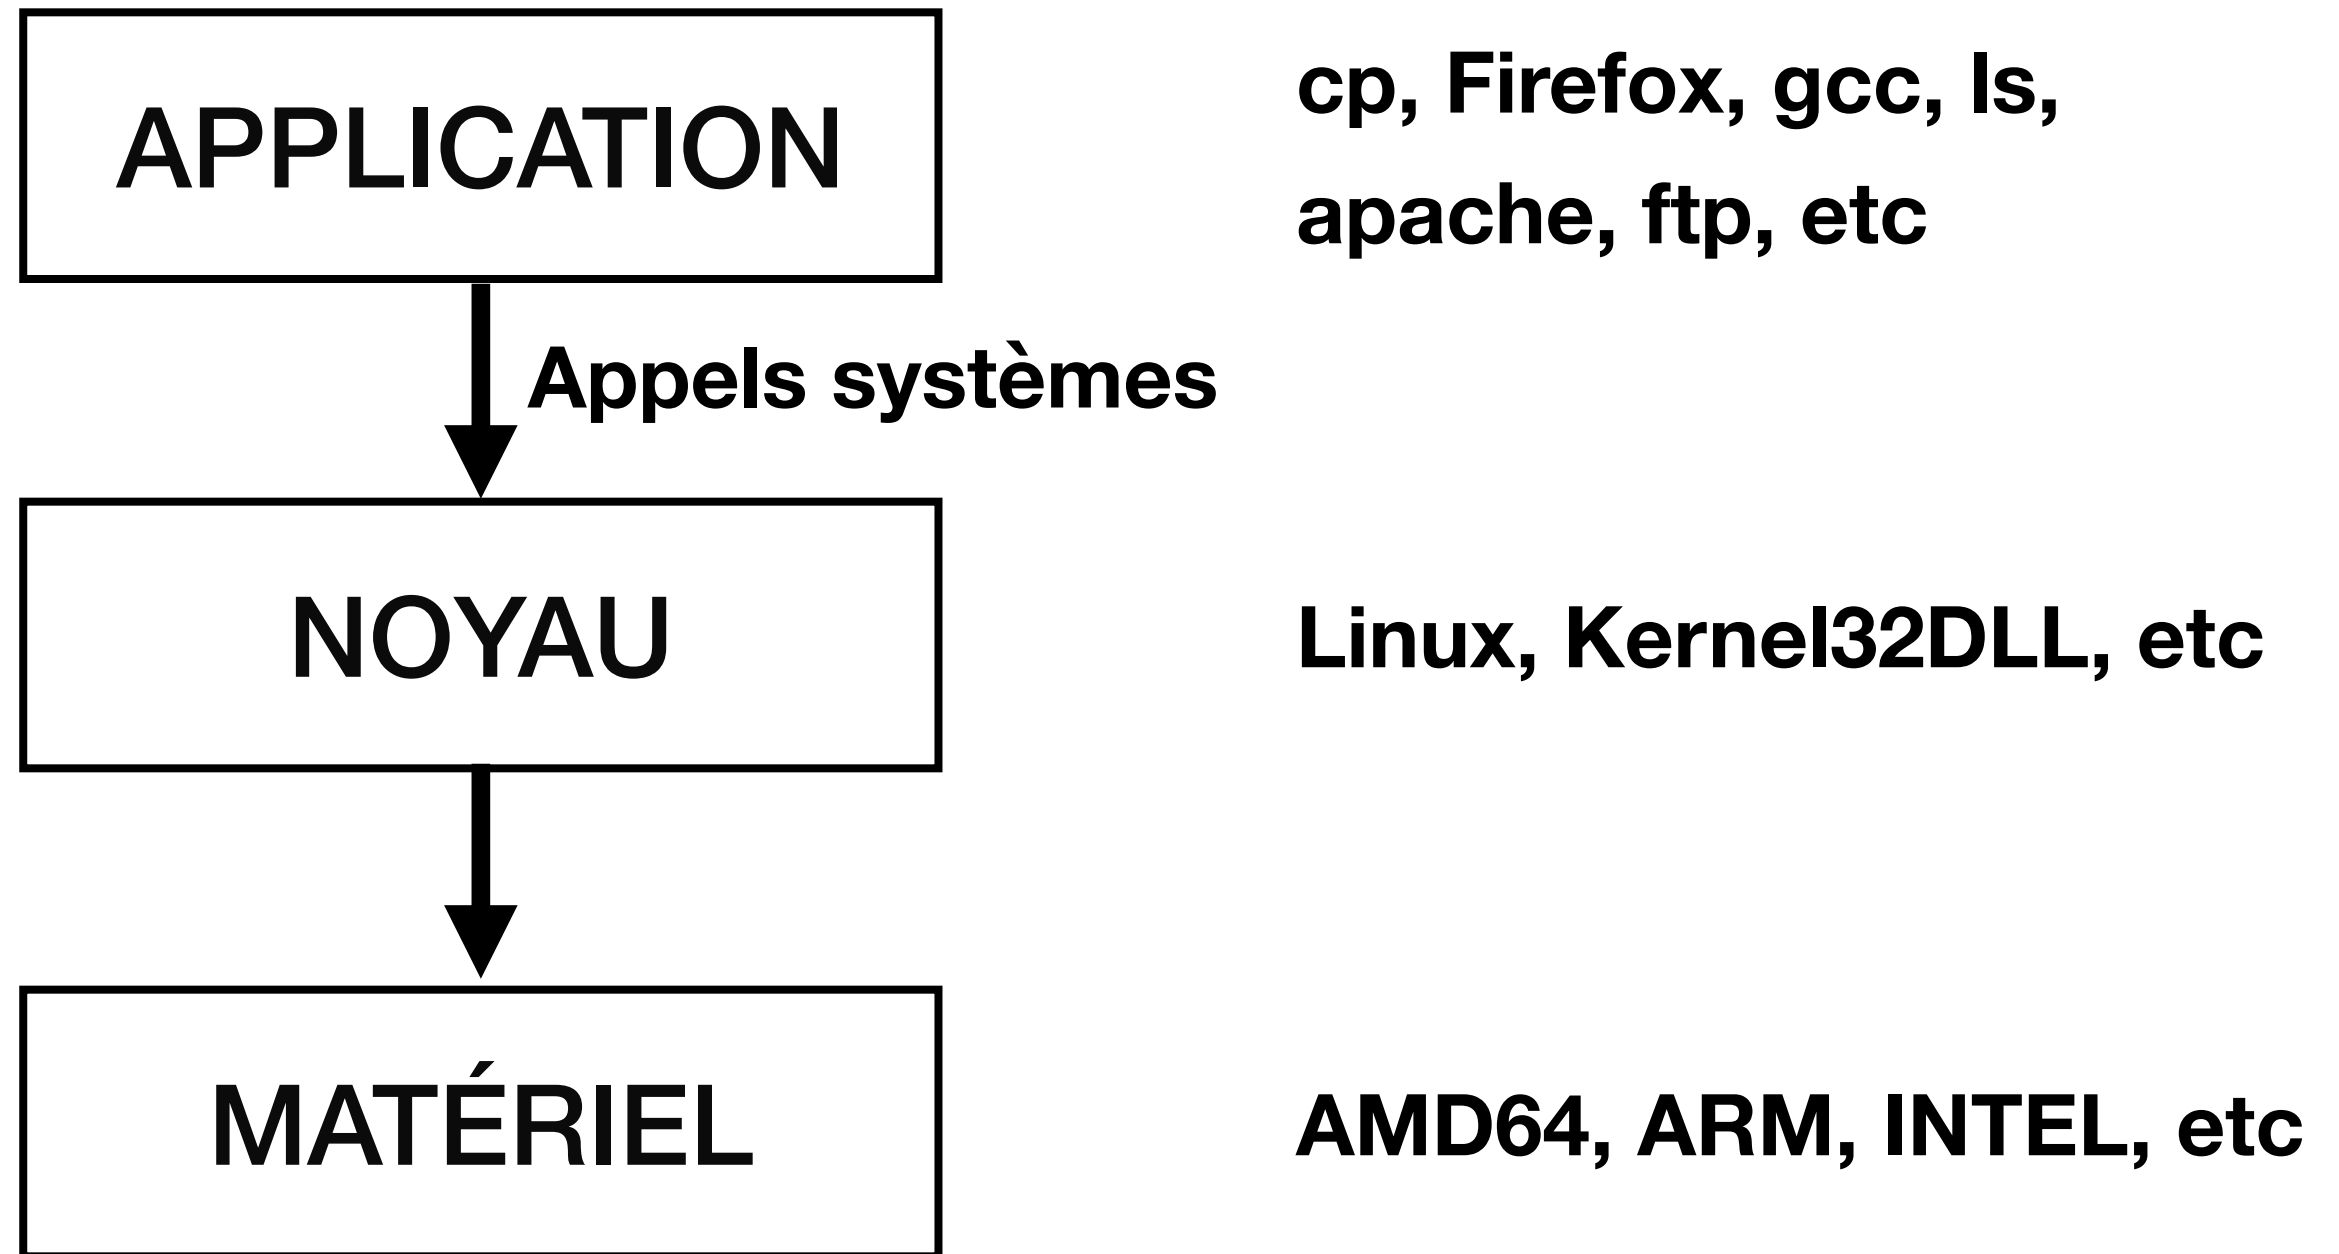 APPLICATION
cp, Firefox, gcc, ls,
apache, ftp, etc
Appels systèmes
NOYAU
Linux, Kernel32DLL, etc
MATÉRIEL
AMD64, ARM, INTEL, etc